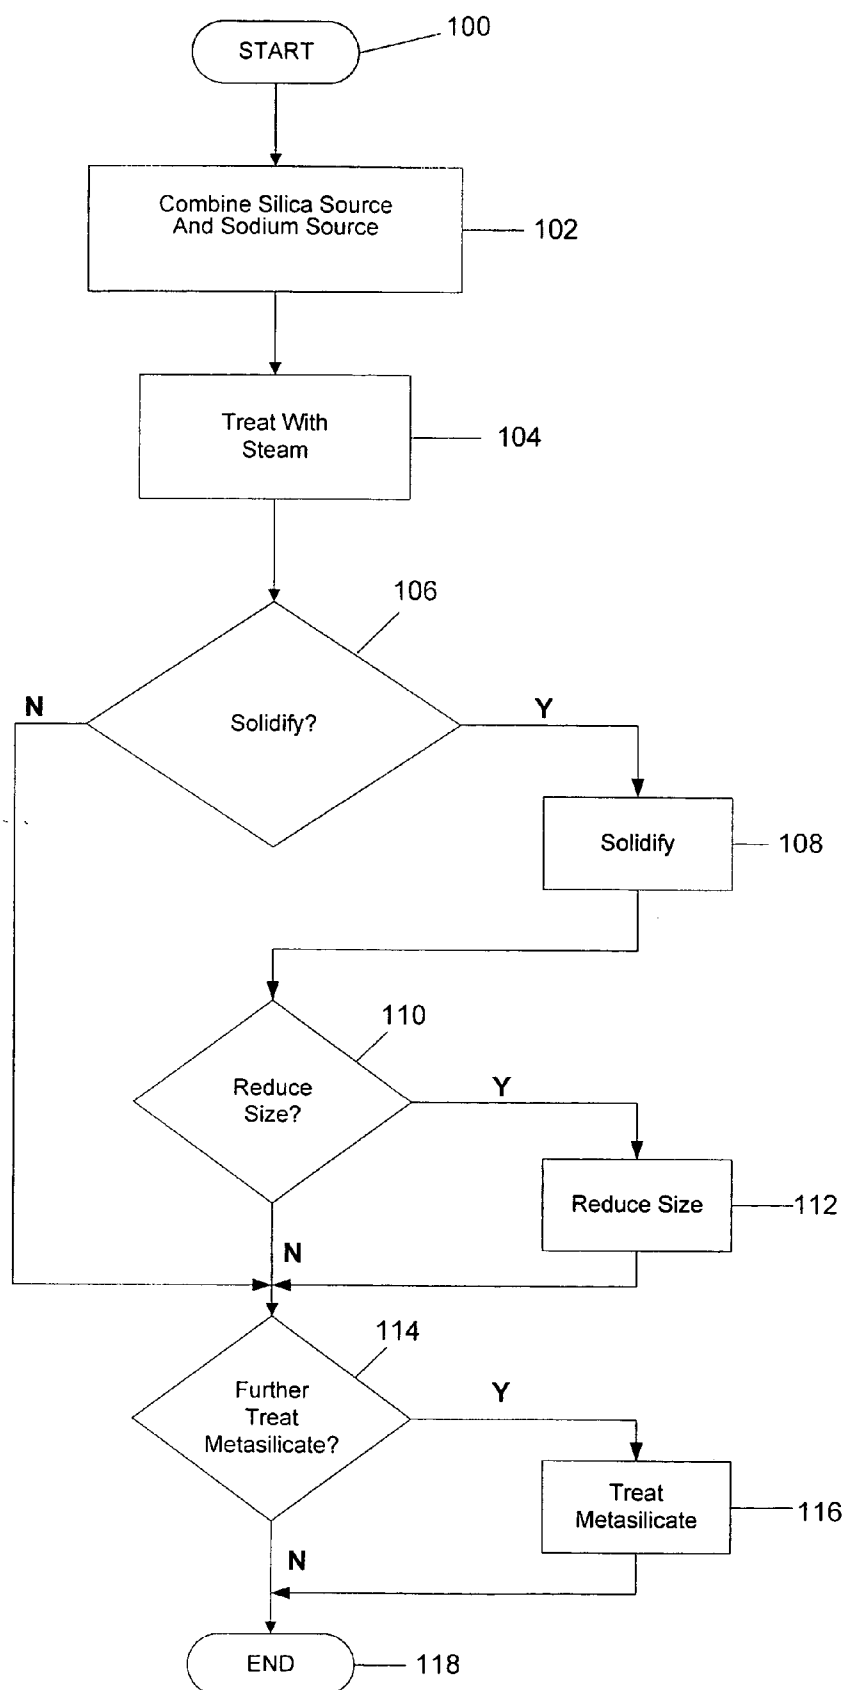 START
100
Combine Silica Source
And Sodium Source
102
Treat With
Steam
104
106
N
Solidify?
Y
Solidify
108
110
Reduce
Size?
Y
Reduce Size
112
N
114
Further
Treat
Metasilicate?
Y
Treat
Metasilicate
116
N
END
118